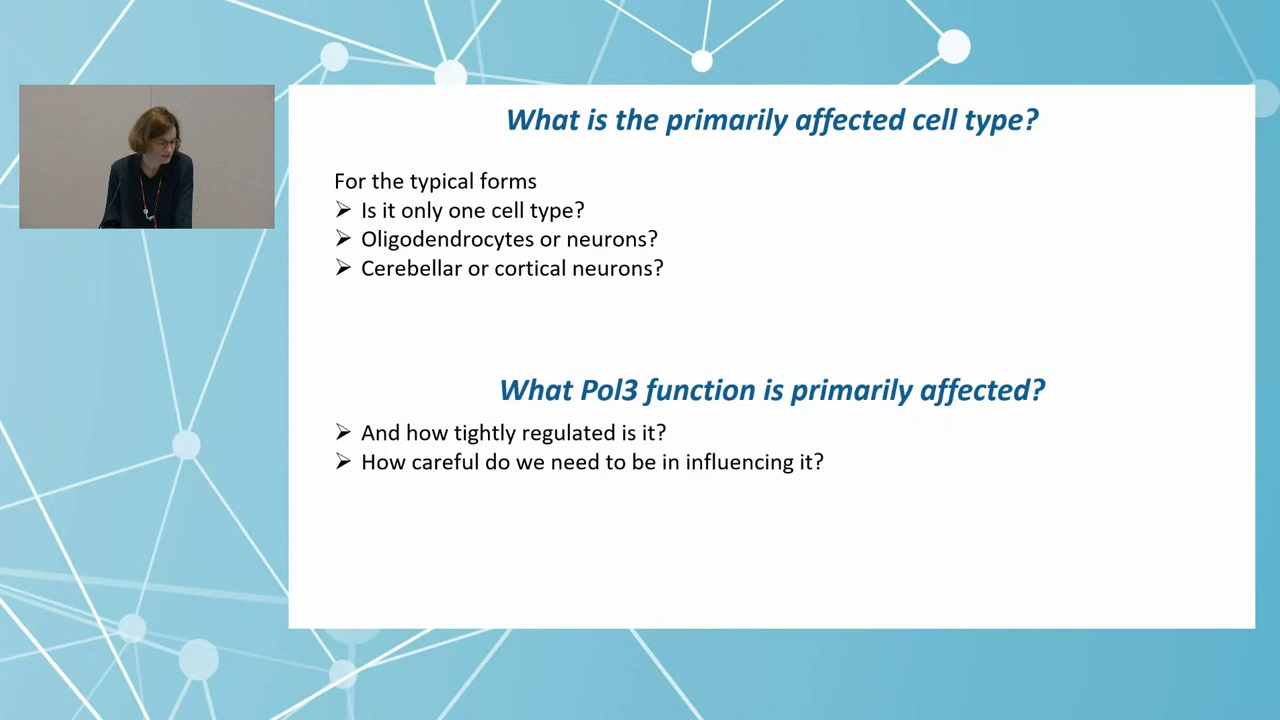 What is the primarily affected cell type?
For the typical forms
➢ Is it only one cell type?
➢ Oligodendrocytes or neurons?
➢ Cerebellar or cortical neurons?
What Pol3 function is primarily affected?
➢ And how tightly regulated is it?
➢ How careful do we need to be in influencing it?